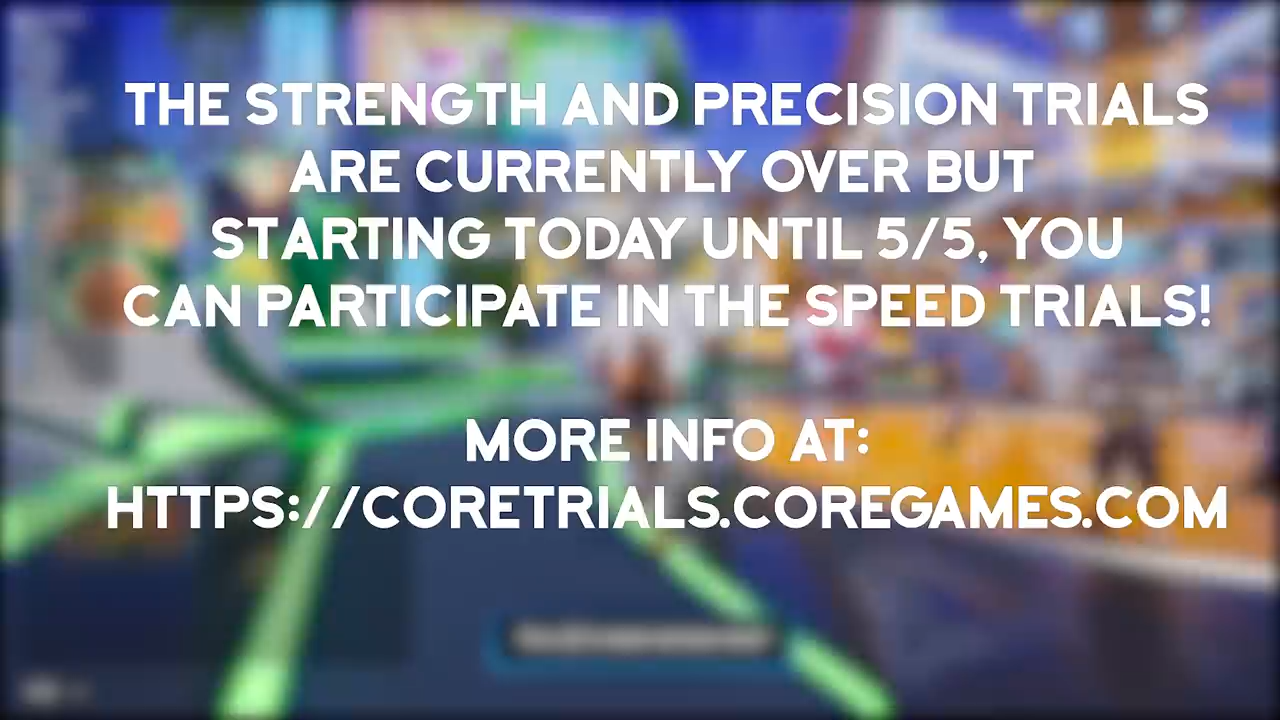 THE STRENGTH AND PRECISION TRIALS
ARE CURRENTLY OVER BUT
STARTING TODAY UNTIL 5/5, YOU
CAN PARTICIPATE IN THE SPEED TRIALS!
MORE INFO AT:
HTTPS://CORETRIALS.COREGAMES.COM